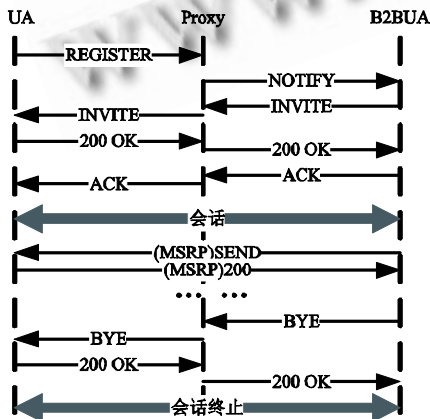 UA Proxy B2BUA
REGISTER
NOTIFY
INVITE
INVITE
200 OK
200 OK
ACK
ACK
会话
(MSRP)SEND
(MSRP)200
... ...
BYE
BYE
200 OK
200 OK
会话终止